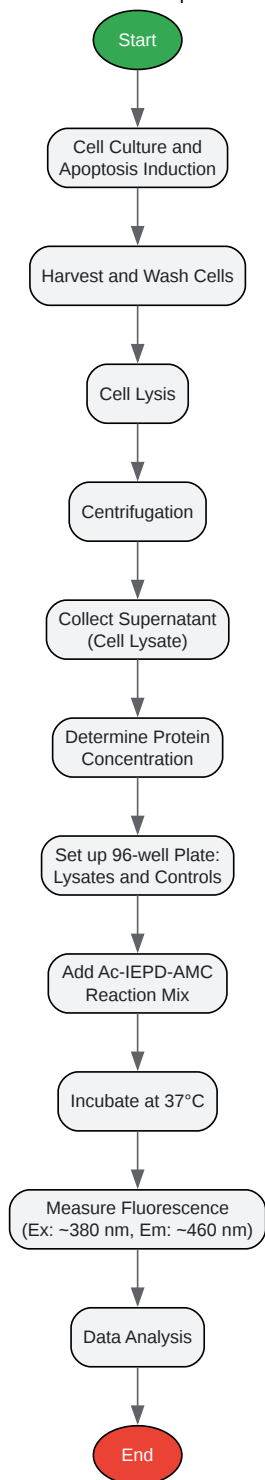 Start
Cell Culture and
Apoptosis Induction
Harvest and Wash Cells
Cell Lysis
Centrifugation
Collect Supernatant
(Cell Lysate)
Determine Protein
Concentration
Set up 96-well Plate:
Lysates and Controls
Add Ac-IEPD-AMC
Reaction Mix
Incubate at 37°C
Measure Fluorescence
(Ex: ~380 nm, Em: ~460 nm)
Data Analysis
End